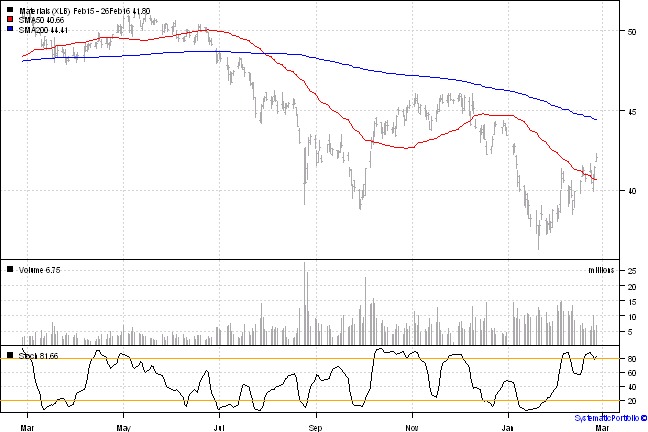 Materials (XLB) Feb15 - 26Feb16 41.80
SMA50 40.66
SMA200 44.41
50
45
40
Volume 6.75
millions
25
20
15
10
5
Stoch 81.66
80
60
40
20
Mar May Jul Sep Nov Jan Mar
SystematicPortfolio ©